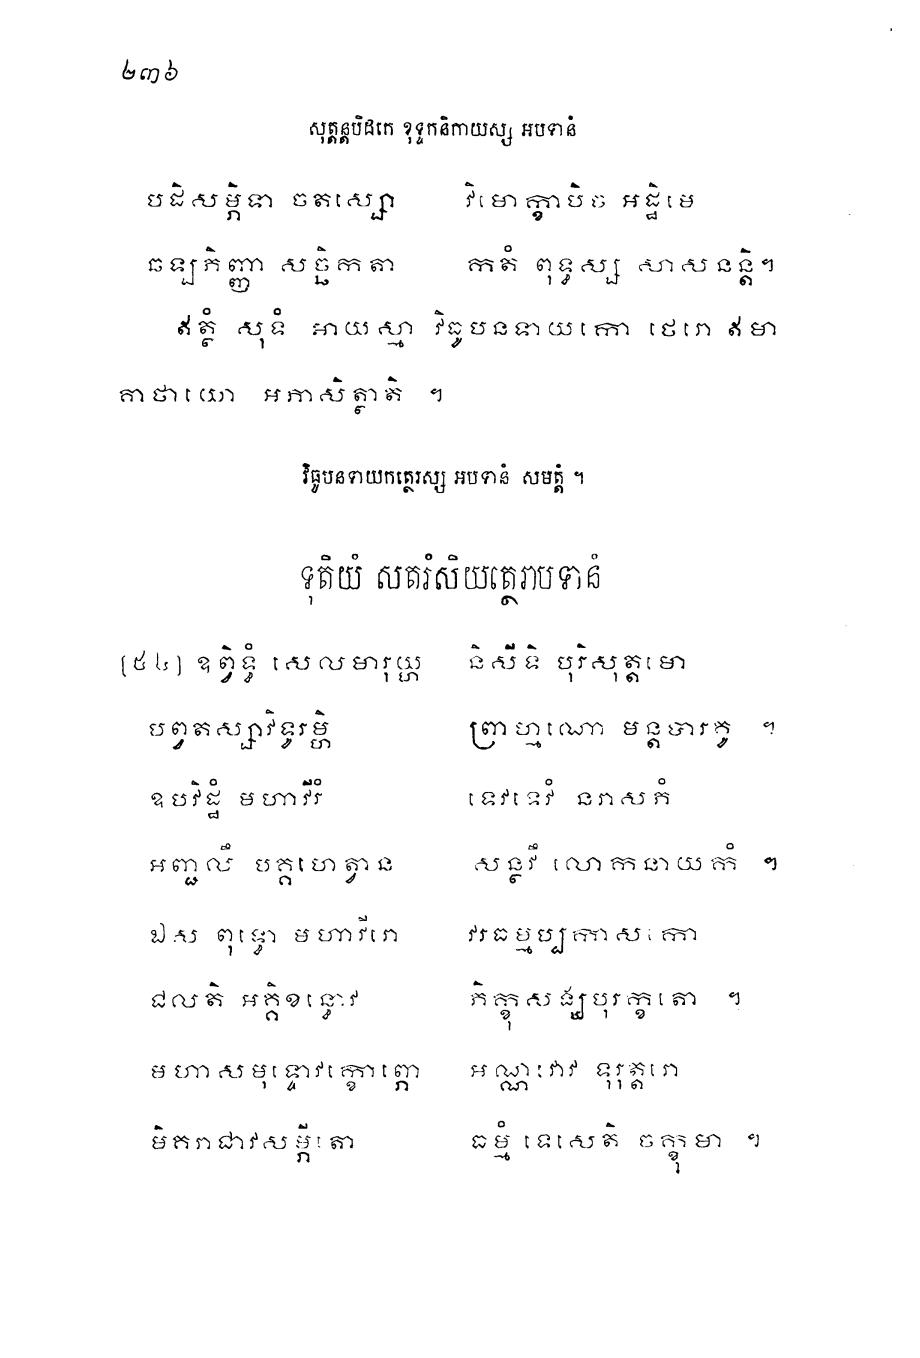 ២៣៦
សុត្តន្តបិដកេ ខុទ្ទកនិកាយស្ស អបទានំ
បដិសម្ភិទា ចតស្សោ វិមោក្ខាបិច អដ្ឋិមេ
ឆឡភិញ្ញា សច្ឆិកតា កតំ ពុទ្ធស្ស សាសនន្តិ។
ឥត្ថំ សុទំ អាយស្មា វិធូបនទាយកោ ថេរោ ឥមា
គាថាយោ អភាសិត្ថាតិ ។
វិធូបនទាយកត្ថេរស្ស អបទានំ សមត្តំ ។
ទុតិយំ សតរំសិយត្ថេរាបទានំ
[៥៤] ឧព្វិទ្ធំ សេលមារុយ្ហ និសីទិ បុរិសុត្តមោ
បព្វតស្សាវិទូរម្ហិ ព្រាហ្មណោ មន្តបារគូ ។
ឧបវិដ្ឋំ មហាវីរំ ទេវទេវំ នរាសភំ
អញ្ជលឹ បគ្គហេត្វាន សន្ថវឹ លោកនាយកំ ។
ឯស ពុទ្ធោ មហាវីរោ វរធម្មប្បកាសកោ
ជលតិ អគ្គិខន្ធោវ ភិក្ខុសង្ឃបុរក្ខតោ ។
មហាសមុទ្ទោវក្ខោព្ភោ អណ្ណវោវ ទុរុត្តរោ
មិគរាជាវសម្ភីតោ ធម្មំ ទេសេតិ ចក្ខុមា ។